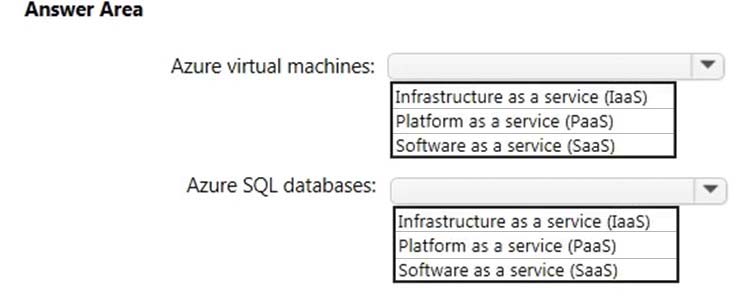 Answer Area
Azure virtual machines:
Infrastructure as a service (IaaS)
Platform as a service (PaaS)
Software as a service (SaaS)
Azure SQL databases:
Infrastructure as a service (IaaS)
Platform as a service (PaaS)
Software as a service (SaaS)